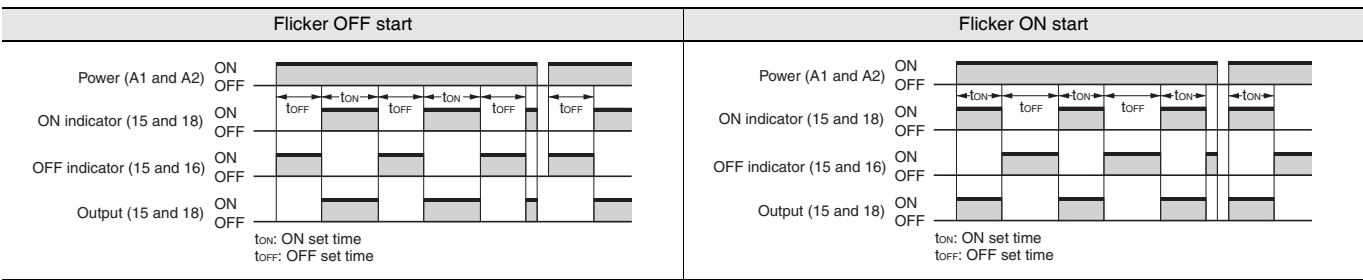 Flicker OFF start
Power (A1 and A2) ON
OFF
tOFF tON tOFF tON tOFF tOFF
ON indicator (15 and 18) ON
OFF
OFF indicator (15 and 16) ON
OFF
Output (15 and 18) ON
OFF
tON: ON set time
tOFF: OFF set time
Flicker ON start
Power (A1 and A2) ON
OFF
tON tOFF tON tOFF tON tON
ON indicator (15 and 18) ON
OFF
OFF indicator (15 and 16) ON
OFF
Output (15 and 18) ON
OFF
tON: ON set time
tOFF: OFF set time